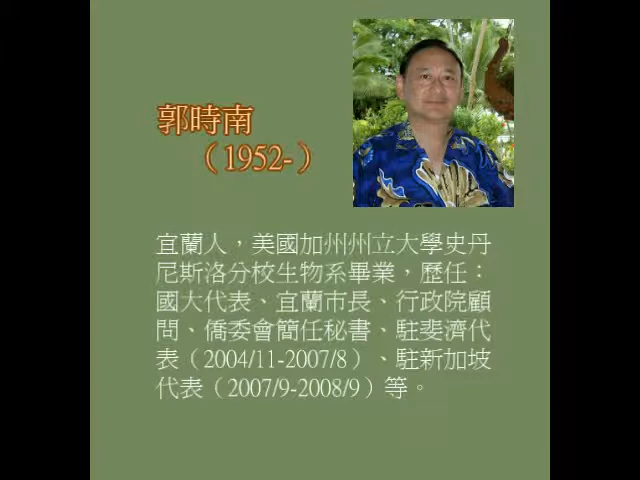 郭時南
（1952-）
宜蘭人，美國加州州立大學史丹
尼斯洛分校生物系畢業，歷任：
國大代表、宜蘭市長、行政院顧
問、僑委會簡任秘書、駐斐濟代
表（2004/11-2007/8）、駐新加坡
代表（2007/9-2008/9）等。